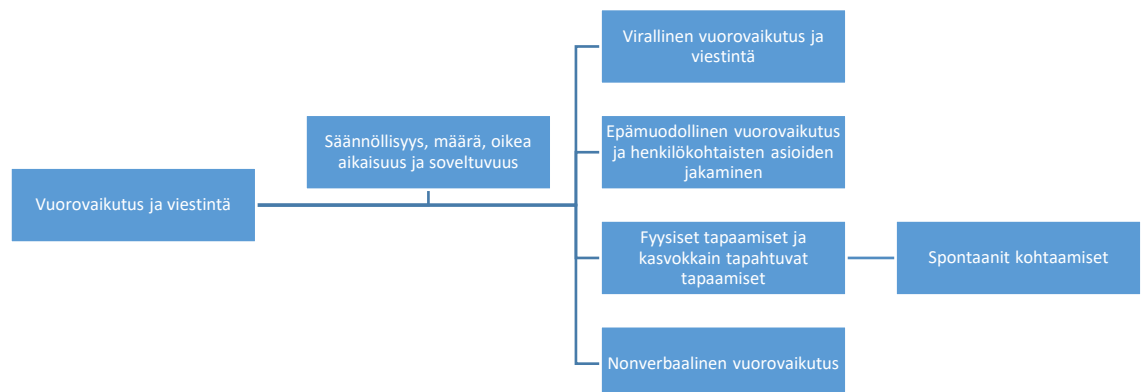 Virallinen vuorovaikutus ja
viestintä
Säännöllisyys, määrä, oikea
aikaisuus ja soveltuvuus
Epämuodollinen vuorovaikutus
ja henkilökohtaisten asioiden
jakaminen
Vuorovaikutus ja viestintä
Fyysiset tapaamiset ja
kasvokkain tapahtuvat
tapaamiset
Spontaanit kohtaamiset
Nonverbaalinen vuorovaikutus